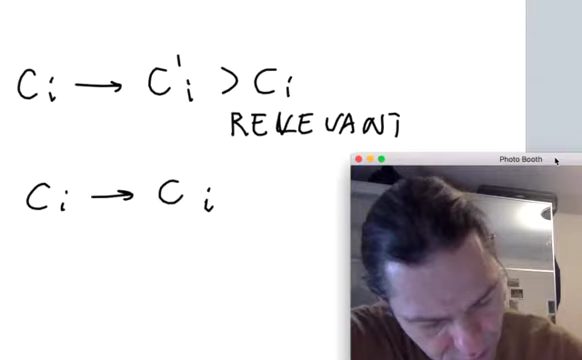 Cᵢ → C'ᵢ > Cᵢ
RELEVANT
Cᵢ → Cᵢ
Photo Booth